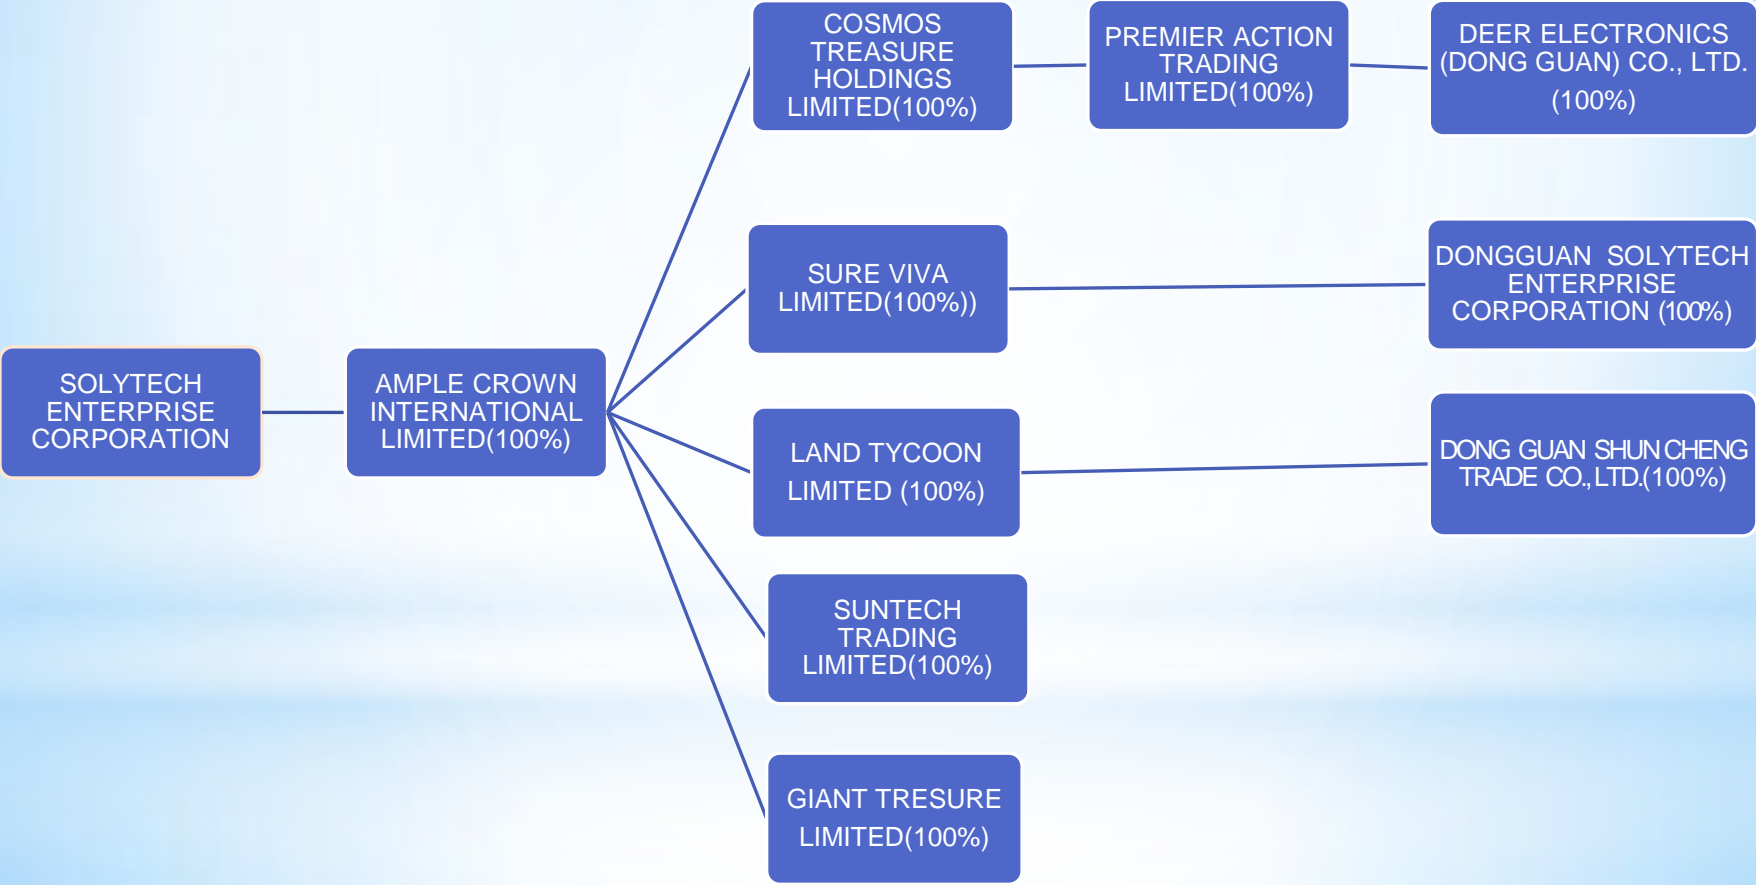 COSMOS
TREASURE
HOLDINGS
LIMITED(100%)
PREMIER ACTION
TRADING
LIMITED(100%)
DEER ELECTRONICS
(DONG GUAN) CO., LTD.
(100%)
SURE VIVA
LIMITED(100%))
DONGGUAN SOLYTECH
ENTERPRISE
CORPORATION (100%)
SOLYTECH
ENTERPRISE
CORPORATION
AMPLE CROWN
INTERNATIONAL
LIMITED(100%)
LAND TYCOON
LIMITED (100%)
DONG GUAN SHUN CHENG
TRADE CO., LTD.(100%)
SUNTECH
TRADING
LIMITED(100%)
GIANT TRESURE
LIMITED(100%)